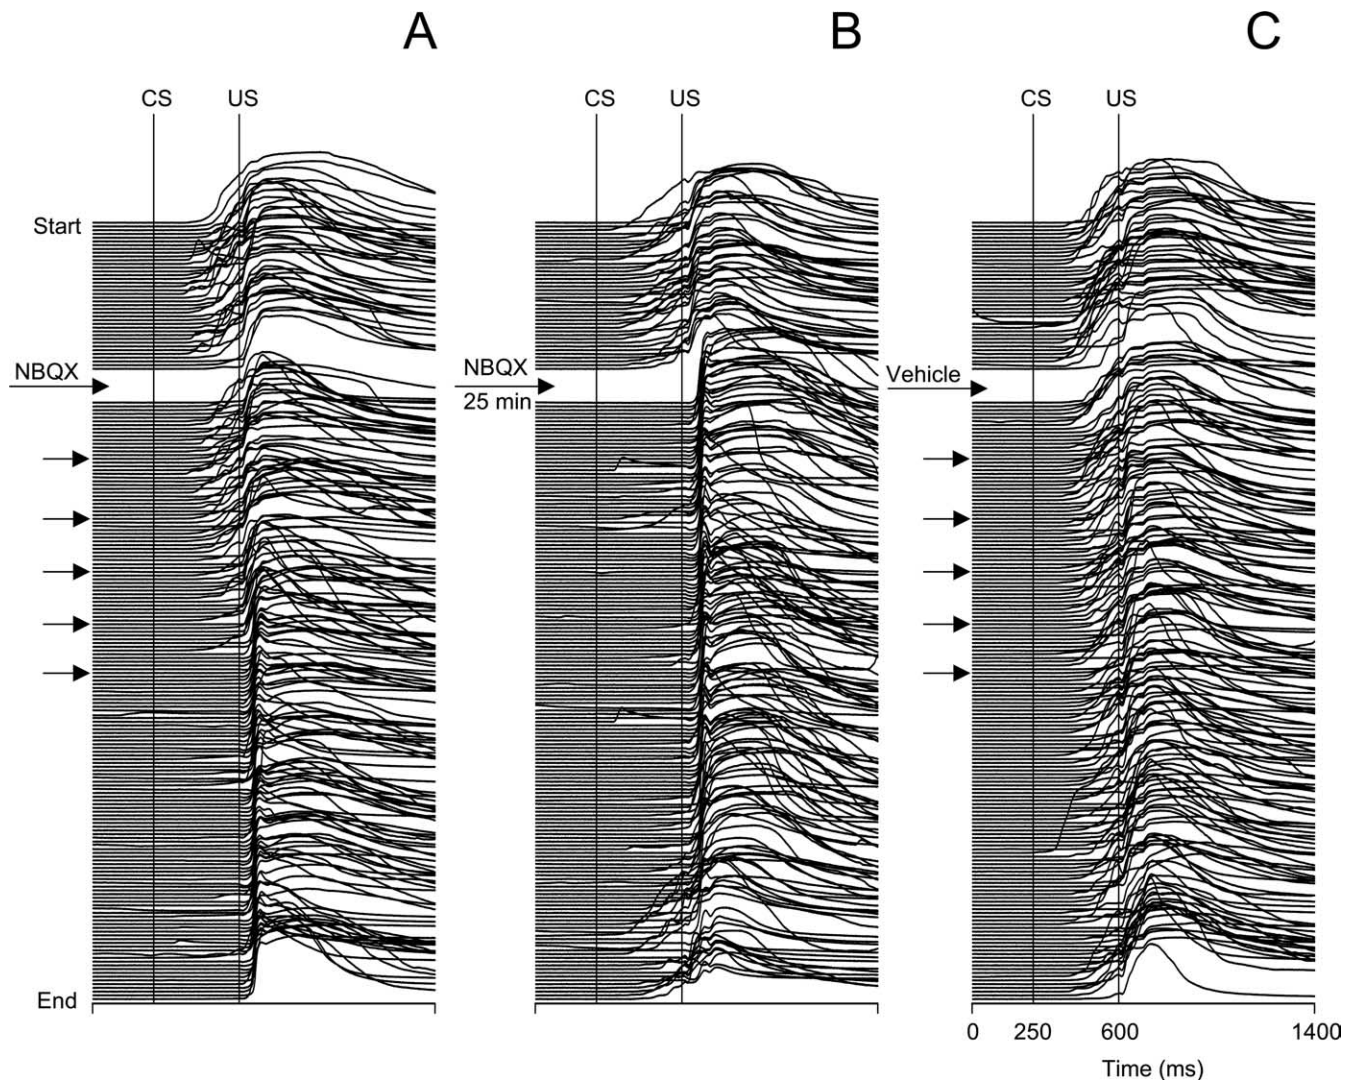 A B C
CS US CS US CS US
Start
NBQX NBQX Vehicle
25 min
End
0 250 600 1400
Time (ms)